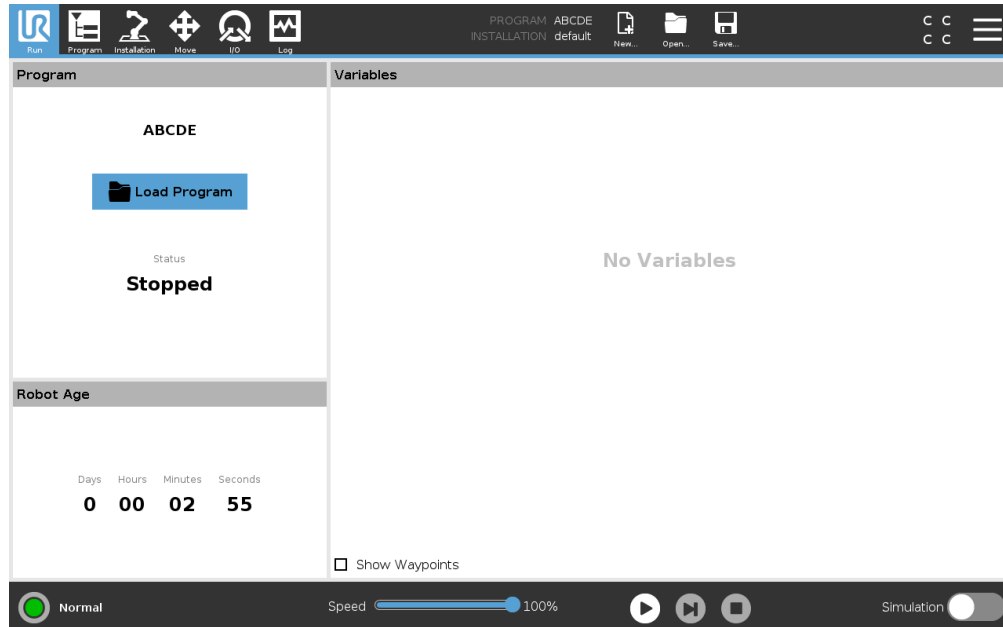 Run Program Installation Move I/O Log
PROGRAM ABCDE
INSTALLATION default
New... Open... Save...
C C
C C
Program
ABCDE
Load Program
Status
Stopped
Robot Age
Days Hours Minutes Seconds
0 00 02 55
Variables
No Variables
Show Waypoints
Normal
Speed 100%
Simulation